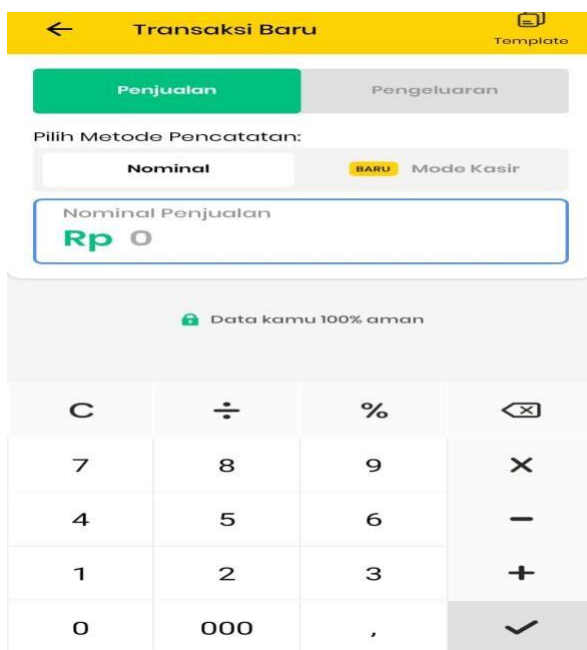 Transaksi Baru
Template
Penjualan Pengeluaran
Pilih Metode Pencatatan:
Nominal BARU Mode Kasir
Nominal Penjualan
Rp 0
Data kamu 100% aman
C ÷ %
7 8 9 ×
4 5 6 −
1 2 3 +
0 000 ,